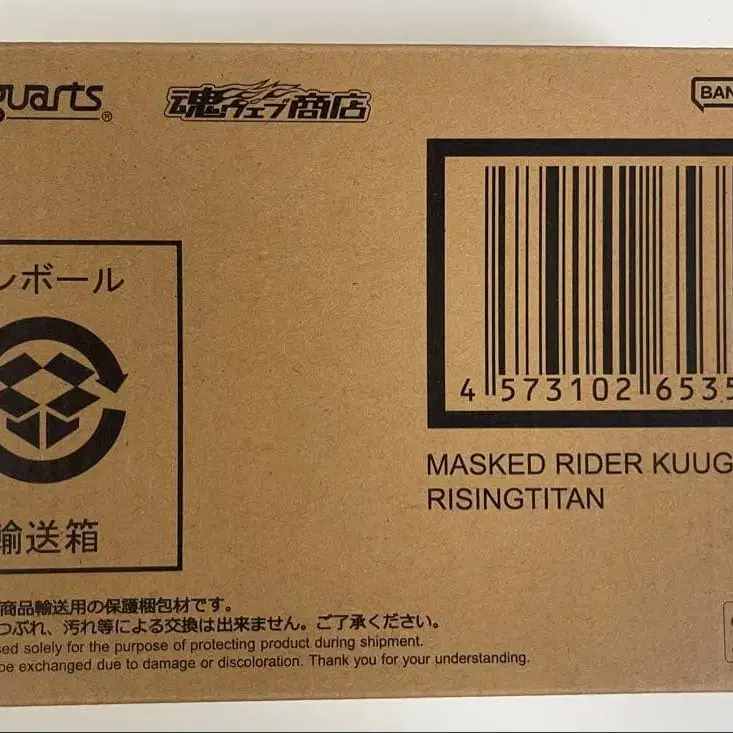 guarts®
魂ウェブ商店
BAN
ンボール
4 573102 6535
MASKED RIDER KUUG
RISINGTITAN
輸送箱
商品輸送用の保護梱包材です。
つぶれ、汚れ等による交換は出来ません。ご了承ください。
sed solely for the purpose of protecting product during shipment.
be exchanged due to damage or discoloration. Thank you for your understanding.